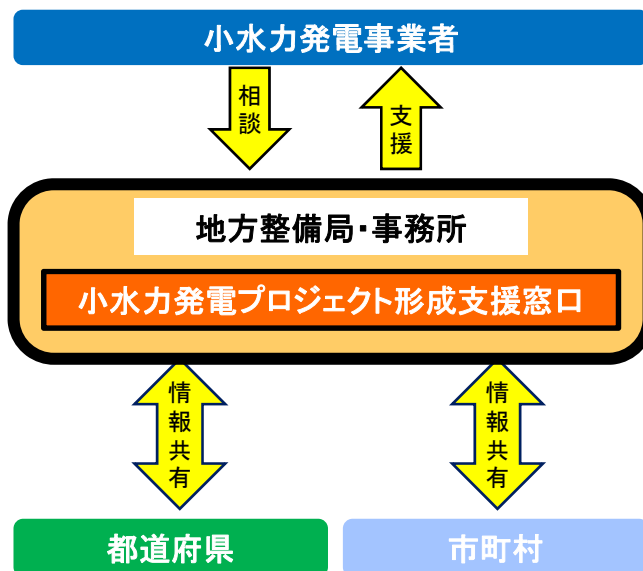 小水力発電事業者
相談
支援
地方整備局・事務所
小水力発電プロジェクト形成支援窓口
情報共有
情報共有
都道府県
市町村